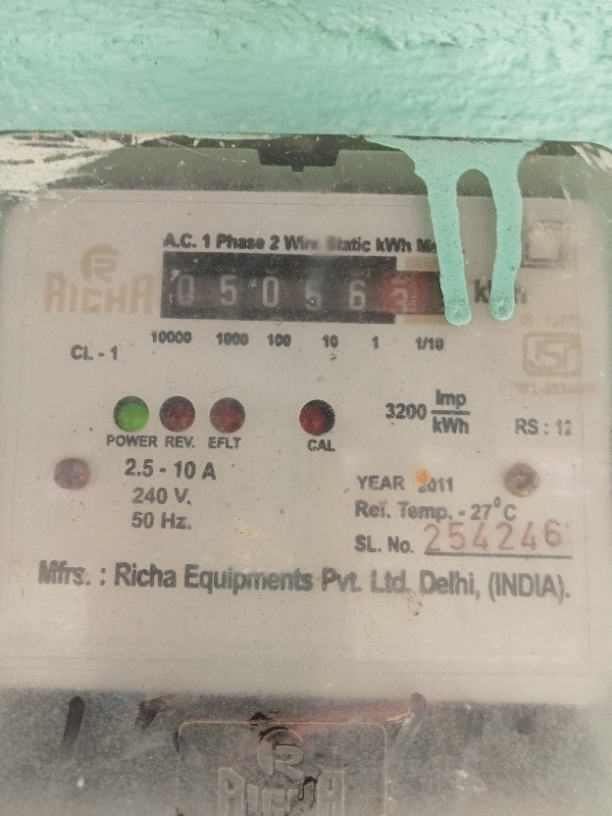 A.C. 1 Phase 2 Wire Static kWh
RICHA
0 5 0 5 6 3
kWh
10000 1000 100 10 1 1/10
CL - 1
3200 Imp/kWh
RS : 12
POWER REV. EFLT CAL
2.5 - 10 A
240 V.
50 Hz.
YEAR 2011
Ref. Temp. - 27°C
SL. No. 254246
Mfrs. : Richa Equipments Pvt. Ltd. Delhi, (INDIA).
RICHA